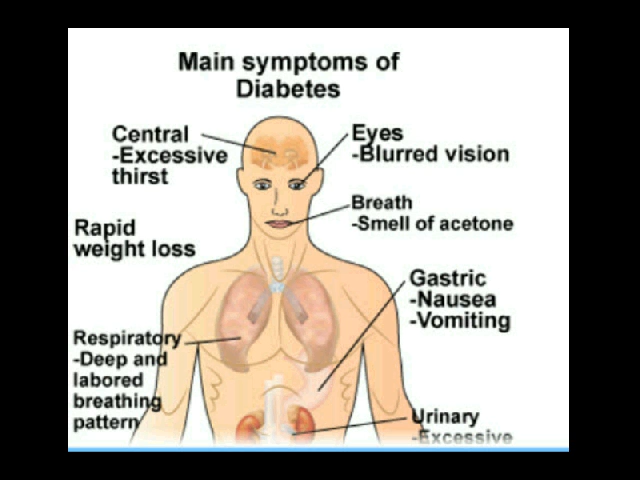 Main symptoms of
Diabetes
Central
-Excessive
thirst
Eyes
-Blurred vision
Breath
-Smell of acetone
Rapid
weight loss
Gastric
-Nausea
-Vomiting
Respiratory
-Deep and
labored
breathing
pattern
Urinary
-Excessive